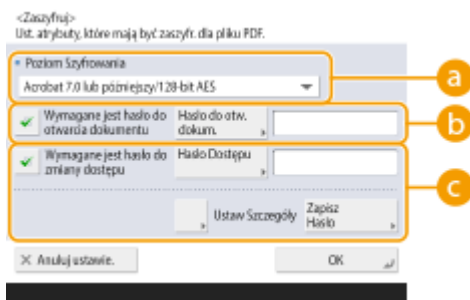 <Zaszyfruj>
Ust. atrybuty, które mają być zaszyfr. dla pliku PDF.
Poziom Szyfrowania
a
Acrobat 7.0 lub późniejszy/128-bit AES
Wymagane jest hasło do otwarcia dokumentu
Hasło do otw. dokum.
b
Wymagane jest hasło do zmiany dostępu
Hasło Dostępu
c
Ustaw Szczegóły
Zapisz Hasło
Anuluj ustawie.
OK